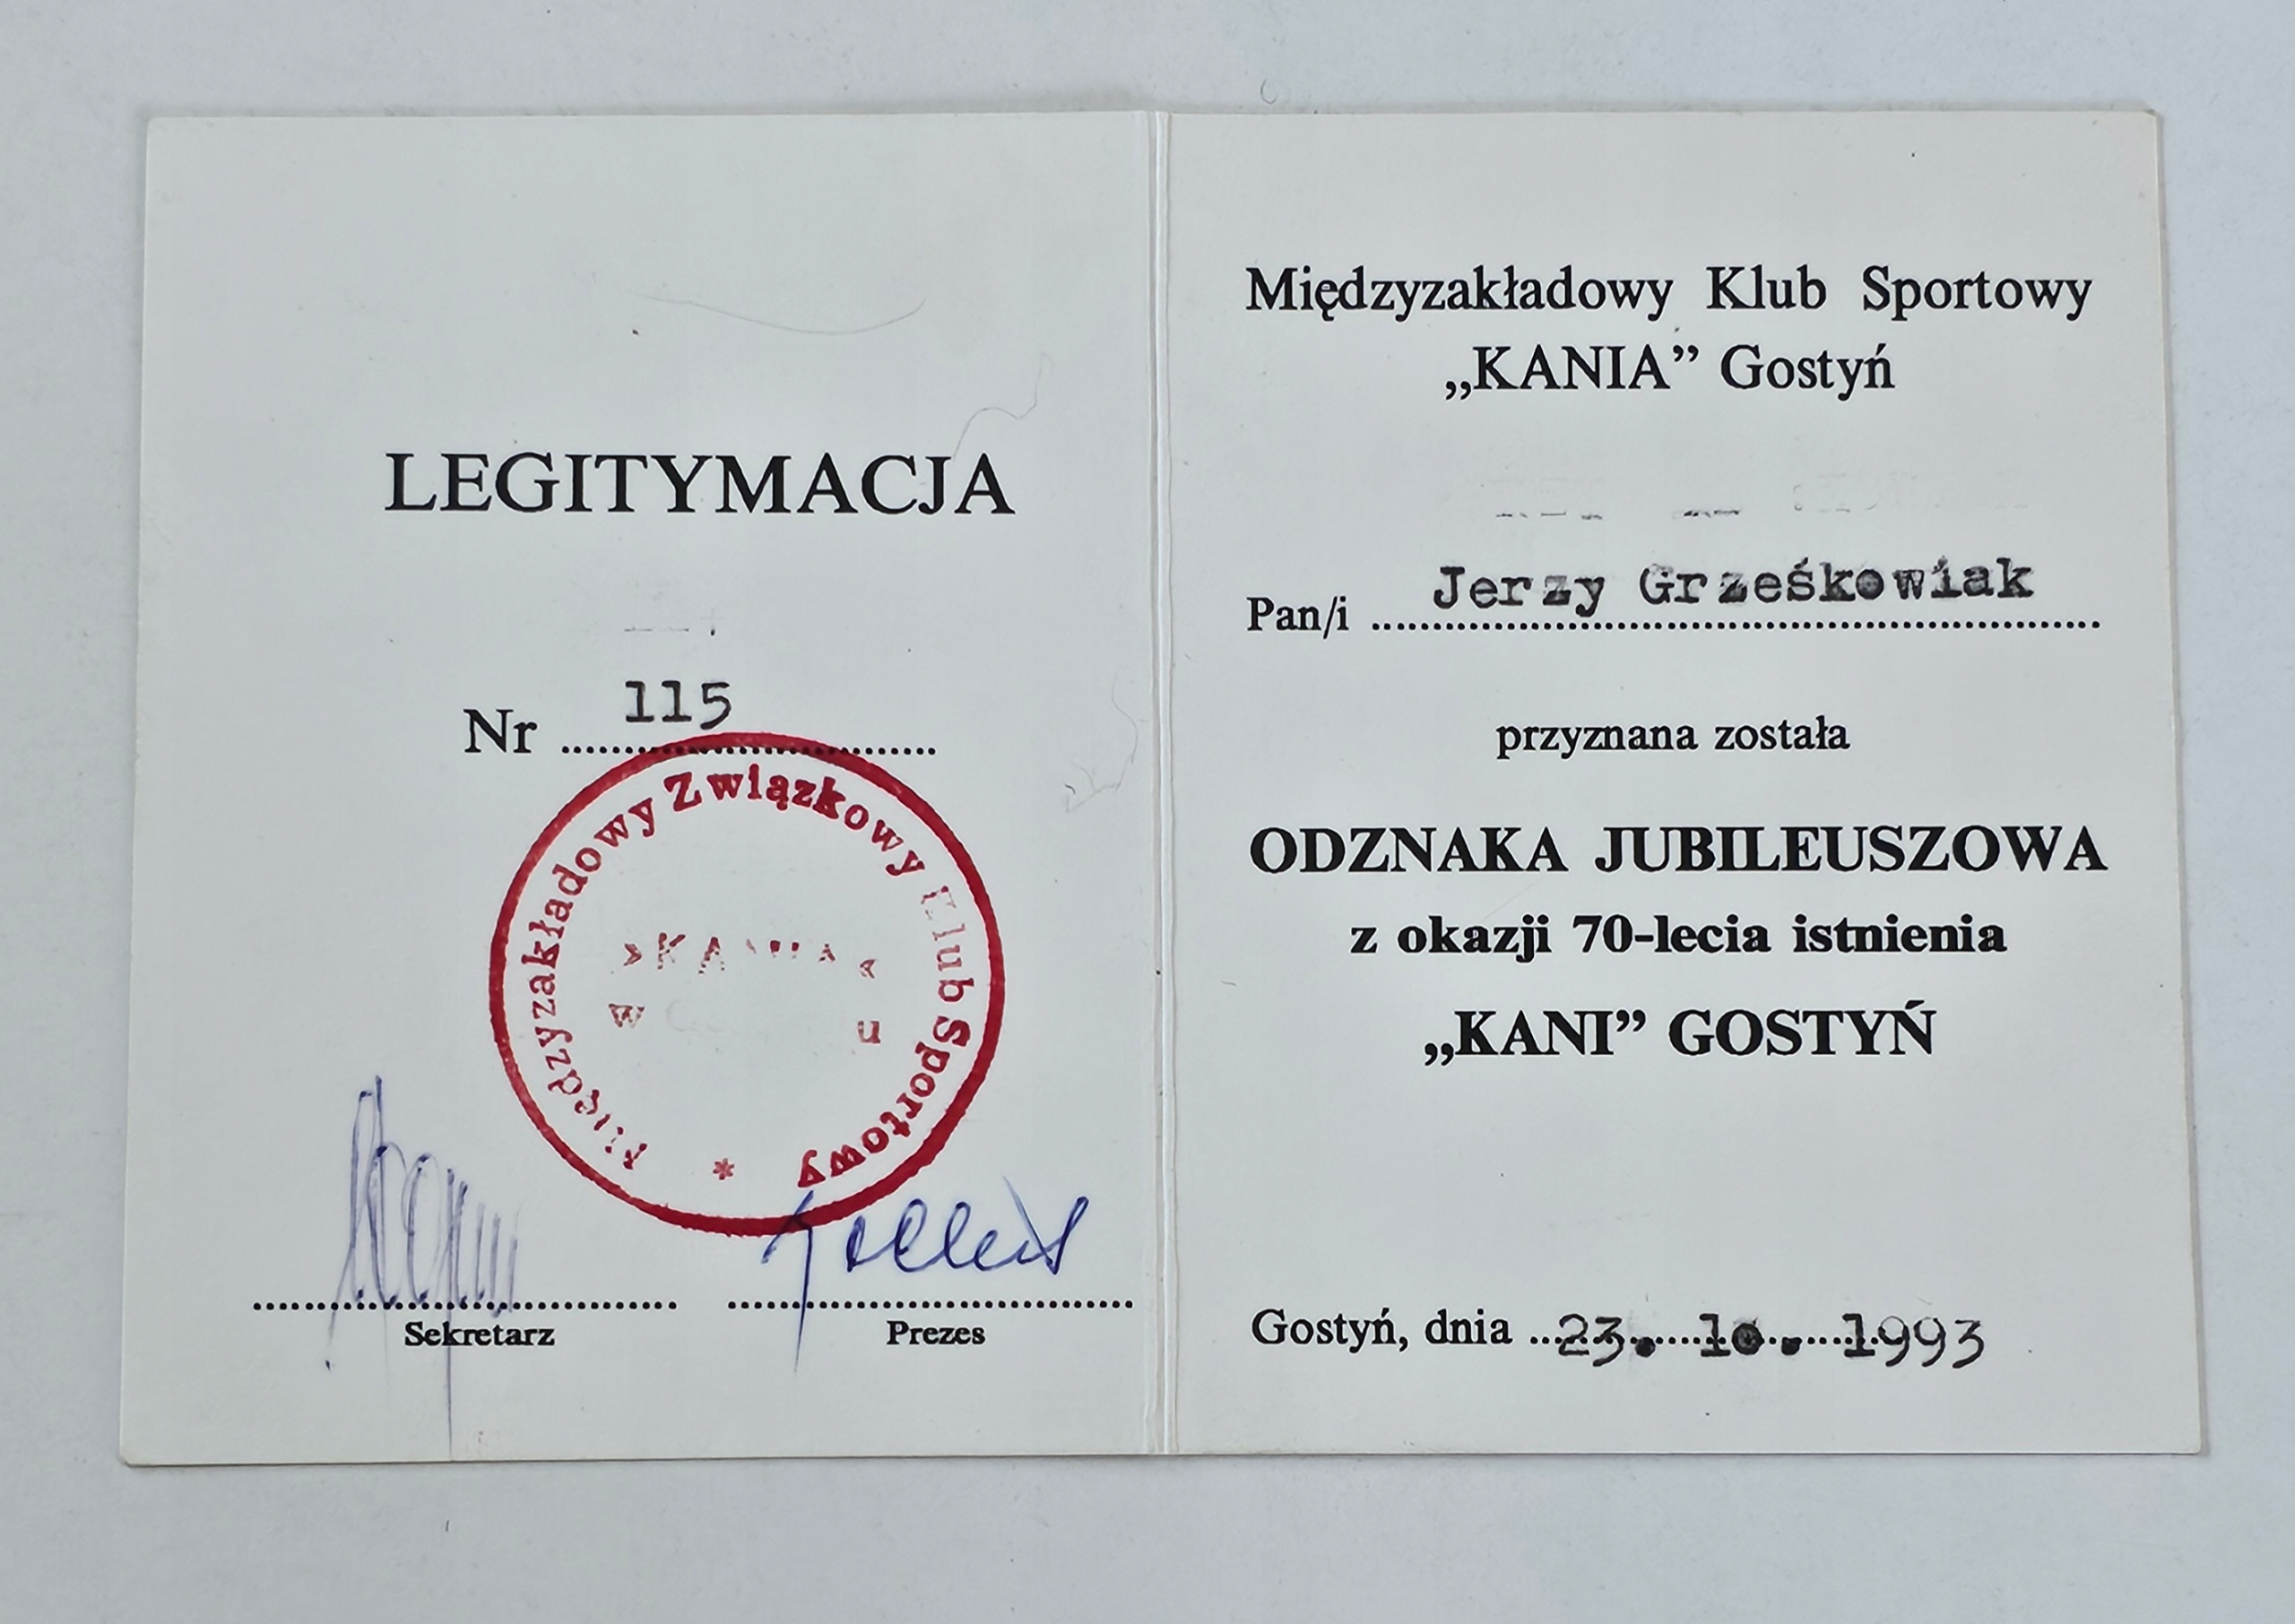 LEGITYMACJA
Nr 115
Międzyzakładowy Związkowy Klub Sportowy *
»KANIA«
w u
Sekretarz
Prezes
Międzyzakładowy Klub Sportowy
„KANIA” Gostyń
Pan/i Jerzy Grześkowiak
przyznana została
ODZNAKA JUBILEUSZOWA
z okazji 70-lecia istnienia
„KANI” GOSTYŃ
Gostyń, dnia 23. 10. 1993